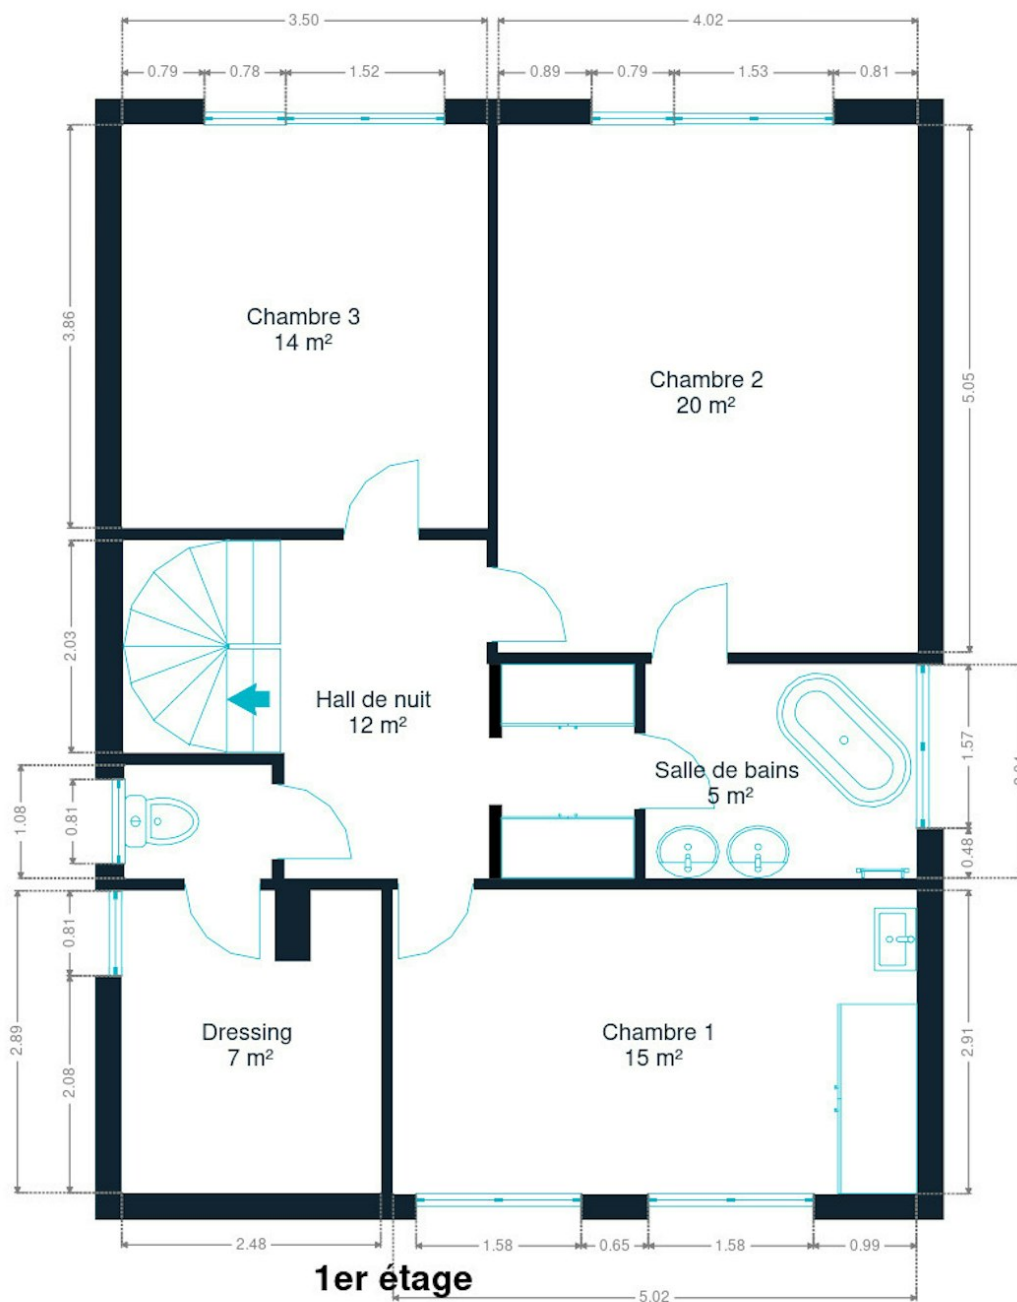 3.50
4.02
0.79
0.78
1.52
0.89
0.79
1.53
0.81
Chambre 3
14 m²
3.86
Chambre 2
20 m²
5.05
2.03
Hall de nuit
12 m²
Salle de bains
5 m²
1.57
0.48
1.08
0.81
0.81
2.89
2.08
Dressing
7 m²
Chambre 1
15 m²
2.91
2.48
1.58
0.65
1.58
0.99
1er étage
5.02